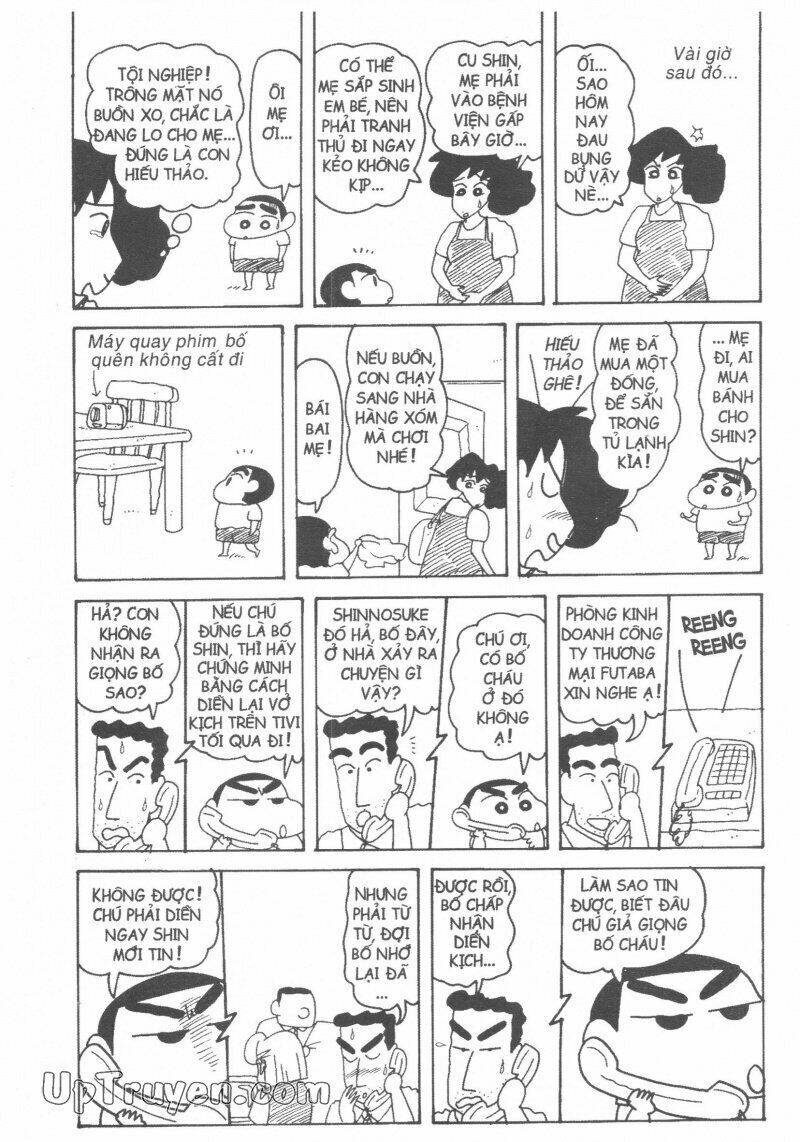 Vài giờ
sau đó...
ỐI...
SAO
HÔM
NAY
ĐAU
BỤNG
DỮ VẬY
NÈ...
CU SHIN,
MẸ PHẢI
VÀO BỆNH
VIỆN GẤP
BÂY GIỜ...
CÓ THỂ
MẸ SẮP SINH
EM BÉ, NÊN
PHẢI TRANH
THỦ ĐI NGAY
KẺO KHÔNG
KỊP...
ÔI
MẸ
ƠI...
TỘI NGHIỆP!
TRÔNG MẶT NÓ
BUỒN XO, CHẮC LÀ
ĐANG LO CHO MẸ...
ĐÚNG LÀ CON
HIẾU THẢO.
... MẸ
ĐI, AI
MUA
BÁNH
CHO
SHIN?
MẸ ĐÃ
MUA MỘT
ĐỐNG,
ĐỂ SẴN
TRONG
TỦ LẠNH
KÌA!
HIẾU
THẢO
GHÊ!
NẾU BUỒN,
CON CHẠY
SANG NHÀ
HÀNG XÓM
MÀ CHƠI
NHÉ!
BÁI
BAI
MẸ!
Máy quay phim bố
quên không cất đi
REENG
REENG
PHÒNG KINH
DOANH CÔNG
TY THƯƠNG
MẠI FUTABA
XIN NGHE Ạ!
CHÚ ƠI,
CÓ BỐ
CHÁU
Ở ĐÓ
KHÔNG
Ạ!
SHINNOSUKE
ĐÓ HẢ, BỐ ĐÂY,
Ở NHÀ XẢY RA
CHUYỆN GÌ
VẬY?
NẾU CHÚ
ĐÚNG LÀ BỐ
SHIN, THÌ HÃY
CHỨNG MINH
BẰNG CÁCH
DIỄN LẠI VỞ
KỊCH TRÊN TIVI
TỐI QUA ĐI!
HẢ? CON
KHÔNG
NHẬN RA
GIỌNG BỐ
SAO?
LÀM SAO TIN
ĐƯỢC, BIẾT ĐÂU
CHÚ GIẢ GIỌNG
BỐ CHÁU!
ĐƯỢC RỒI,
BỐ CHẤP
NHẬN
DIỄN
KỊCH...
NHƯNG
PHẢI TỪ
TỪ, ĐỢI
BỐ NHỚ
LẠI ĐÃ
...
KHÔNG ĐƯỢC!
CHÚ PHẢI DIỄN
NGAY SHIN
MỚI TIN!
UpTruyen.com